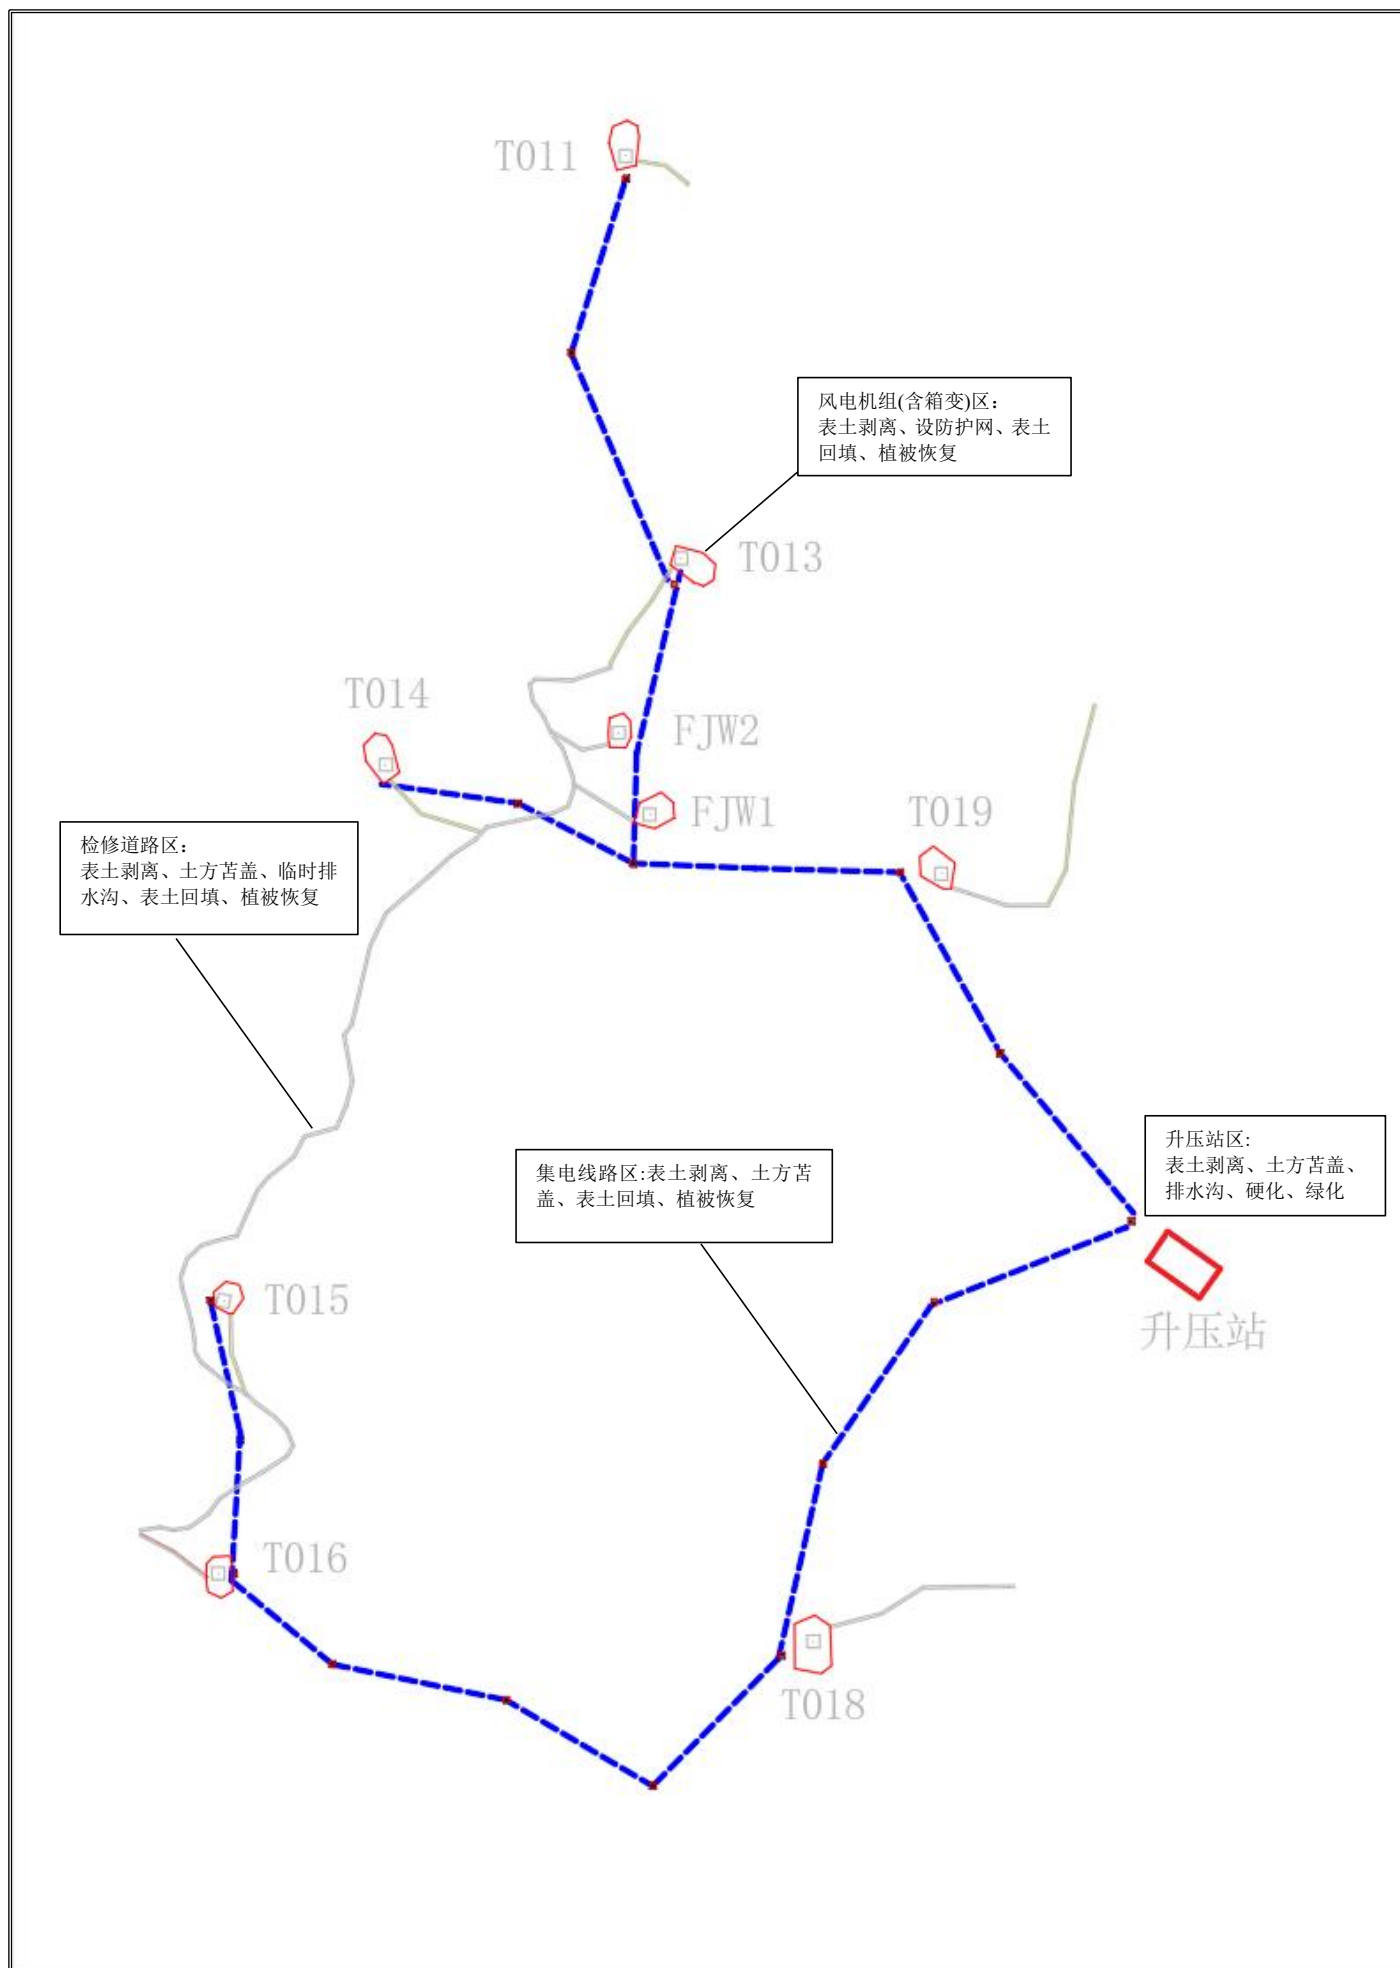 T011
风电机组(含箱变)区：
表土剥离、设防护网、表土
回填、植被恢复
T013
T014
FJW2
FJW1
T019
检修道路区：
表土剥离、土方苫盖、临时排
水沟、表土回填、植被恢复
升压站区:
表土剥离、土方苫盖、
排水沟、硬化、绿化
集电线路区:表土剥离、土方苫
盖、表土回填、植被恢复
T015
升压站
T016
T018